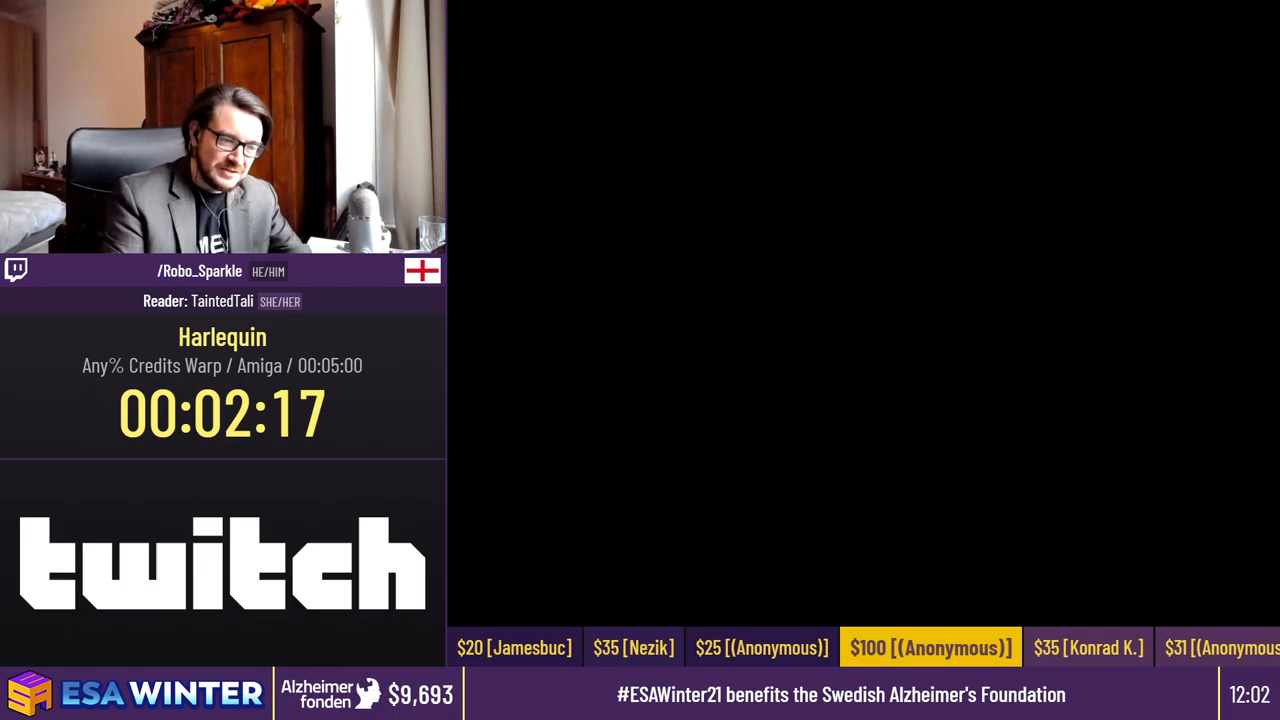 /Robo_Sparkle HE/HIM
Reader: TaintedTali SHE/HER
Harlequin
Any% Credits Warp / Amiga / 00:05:00
00:02:17
twitch
$20 [Jamesbuc] $35 [Nezik] $25 [(Anonymous)] $100 [(Anonymous)] $35 [Konrad K.] $31 [(Anonymous
ESA WINTER Alzheimer fonden $9,693 #ESAWinter21 benefits the Swedish Alzheimer's Foundation 12:02